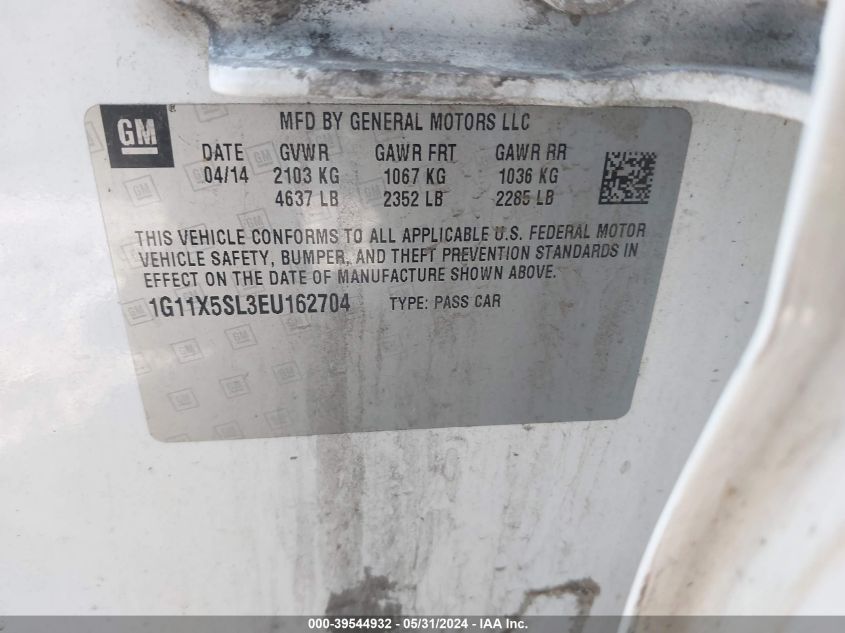 GM ®
MFD BY GENERAL MOTORS LLC
DATE GVWR GAWR FRT GAWR RR
04/14 2103 KG 1067 KG 1036 KG
4637 LB 2352 LB 2285 LB
THIS VEHICLE CONFORMS TO ALL APPLICABLE U.S. FEDERAL MOTOR
VEHICLE SAFETY, BUMPER, AND THEFT PREVENTION STANDARDS IN
EFFECT ON THE DATE OF MANUFACTURE SHOWN ABOVE.
1G11X5SL3EU162704 TYPE: PASS CAR
000-39544932 - 05/31/2024 - IAA Inc.